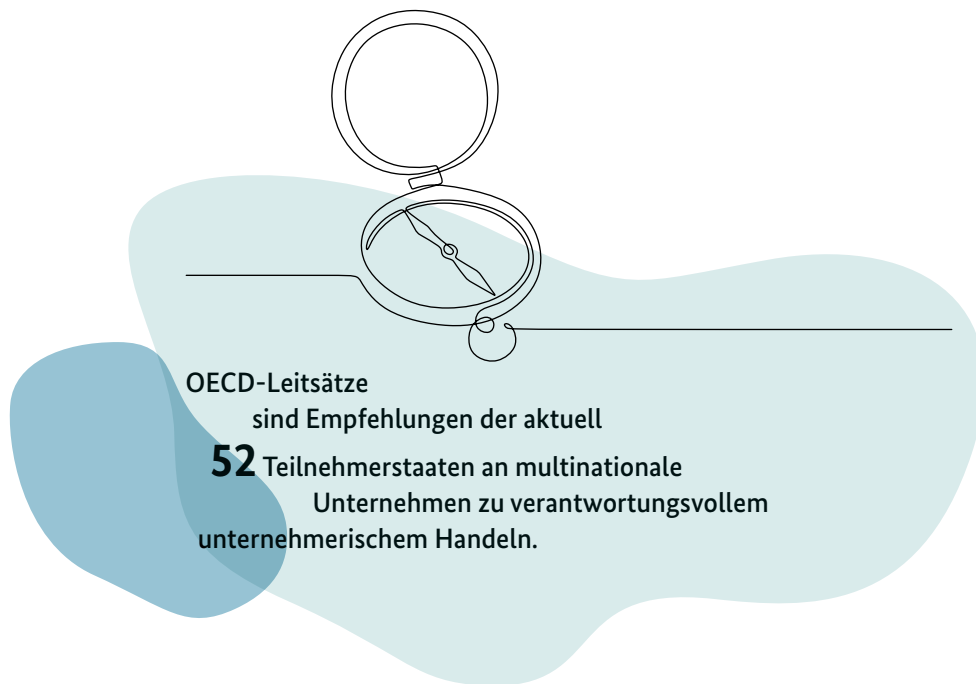 OECD-Leitsätze
sind Empfehlungen der aktuell
52 Teilnehmerstaaten an multinationale
Unternehmen zu verantwortungsvollem
unternehmerischem Handeln.